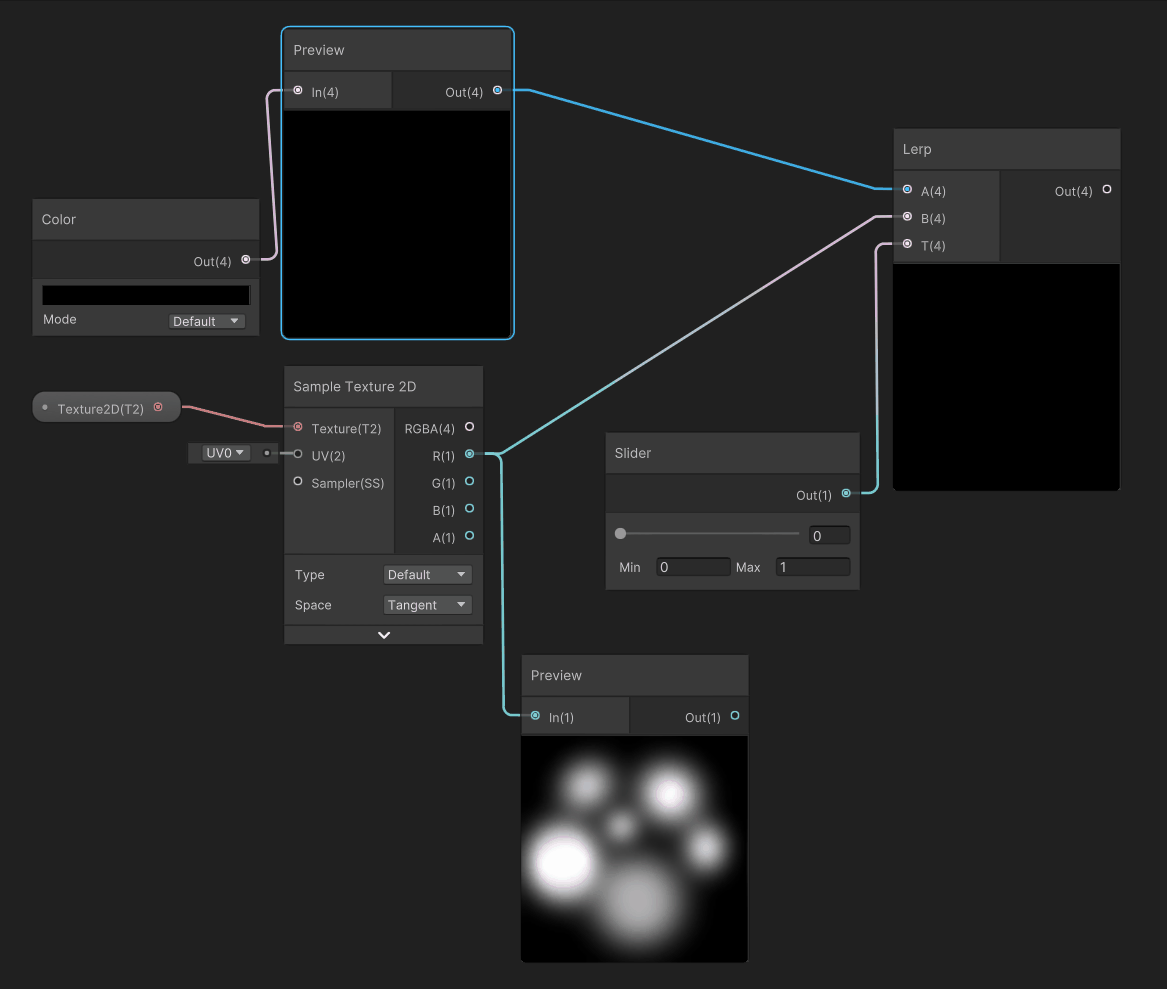 Preview
In(4) Out(4)
Lerp
A(4) Out(4)
B(4)
T(4)
Color
Out(4)
Mode Default
Sample Texture 2D
Texture2D(T2)
Texture(T2) RGBA(4)
UV0
UV(2) R(1)
Sampler(SS) G(1)
B(1)
A(1)
Type Default
Space Tangent
Slider
Out(1)
0
Min 0 Max 1
Preview
In(1) Out(1)